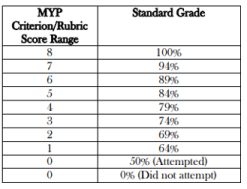 MYP Standard Grade
Criterion/Rubric
Score Range
8 100%
7 94%
6 89%
5 84%
4 79%
3 74%
2 69%
1 64%
0 50% (Attempted)
0 0% (Did not attempt)